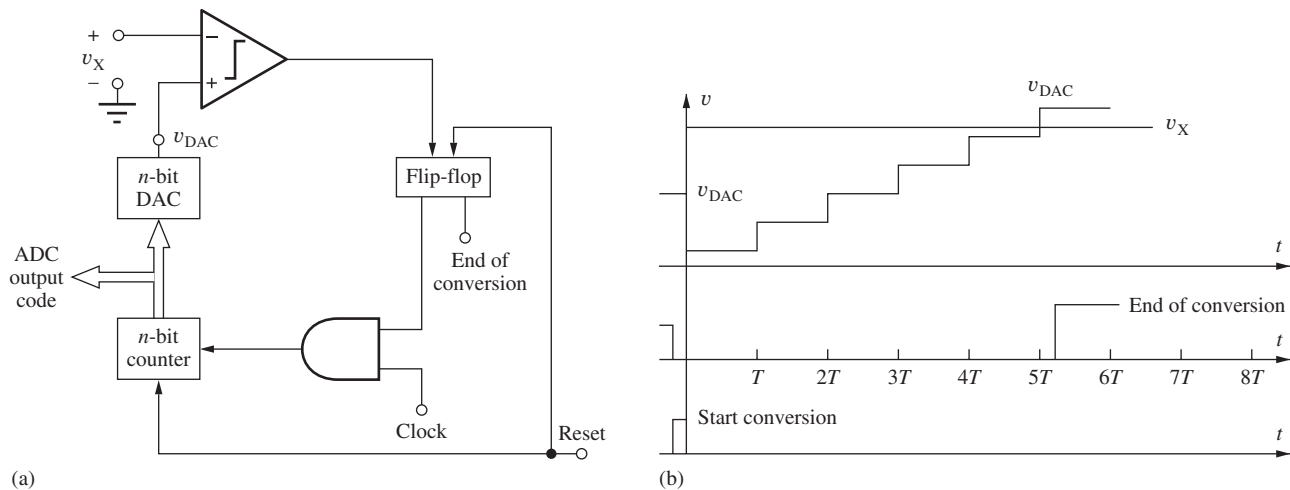 +
v_X
−
−
+
v_DAC
n-bit
DAC
ADC
output
code
n-bit
counter
Flip-flop
End of
conversion
Clock
Reset
(a)
v
v_DAC
v_X
v_DAC
t
End of conversion
t
T 2T 3T 4T 5T 6T 7T 8T
Start conversion
t
(b)